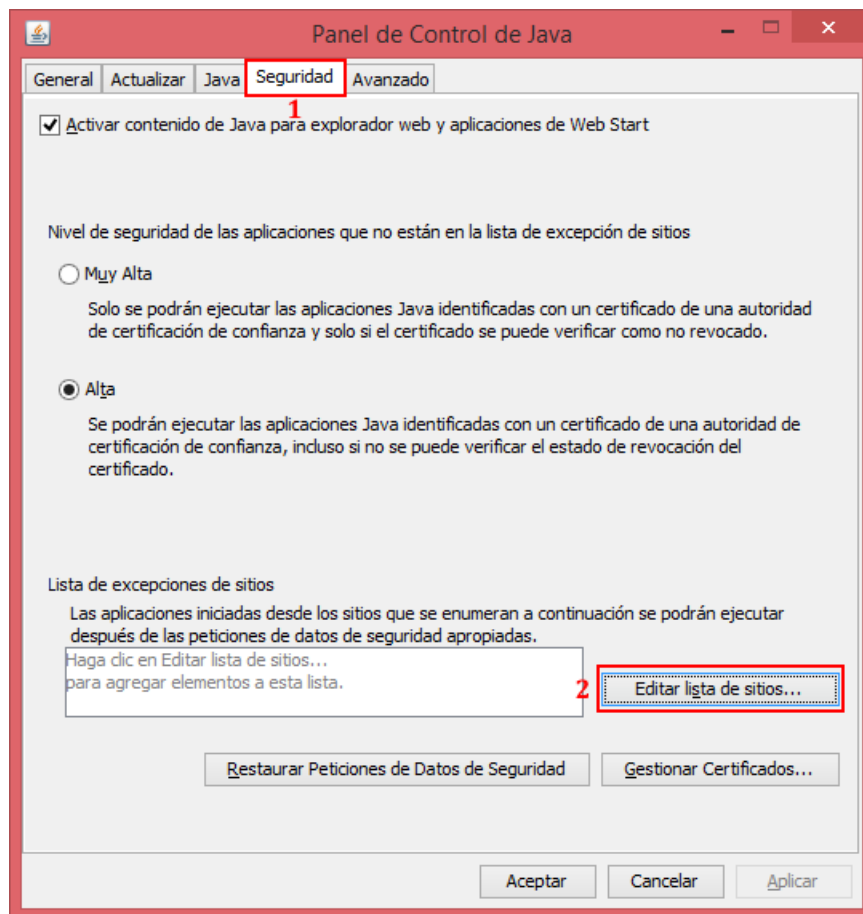 Panel de Control de Java
General Actualizar Java Seguridad Avanzado
1
Activar contenido de Java para explorador web y aplicaciones de Web Start
Nivel de seguridad de las aplicaciones que no están en la lista de excepción de sitios
Muy Alta
Solo se podrán ejecutar las aplicaciones Java identificadas con un certificado de una autoridad
de certificación de confianza y solo si el certificado se puede verificar como no revocado.
Alta
Se podrán ejecutar las aplicaciones Java identificadas con un certificado de una autoridad de
certificación de confianza, incluso si no se puede verificar el estado de revocación del
certificado.
Lista de excepciones de sitios
Las aplicaciones iniciadas desde los sitios que se enumeran a continuación se podrán ejecutar
después de las peticiones de datos de seguridad apropiadas.
Haga clic en Editar lista de sitios...
para agregar elementos a esta lista.
2 Editar lista de sitios...
Restaurar Peticiones de Datos de Seguridad Gestionar Certificados...
Aceptar Cancelar Aplicar